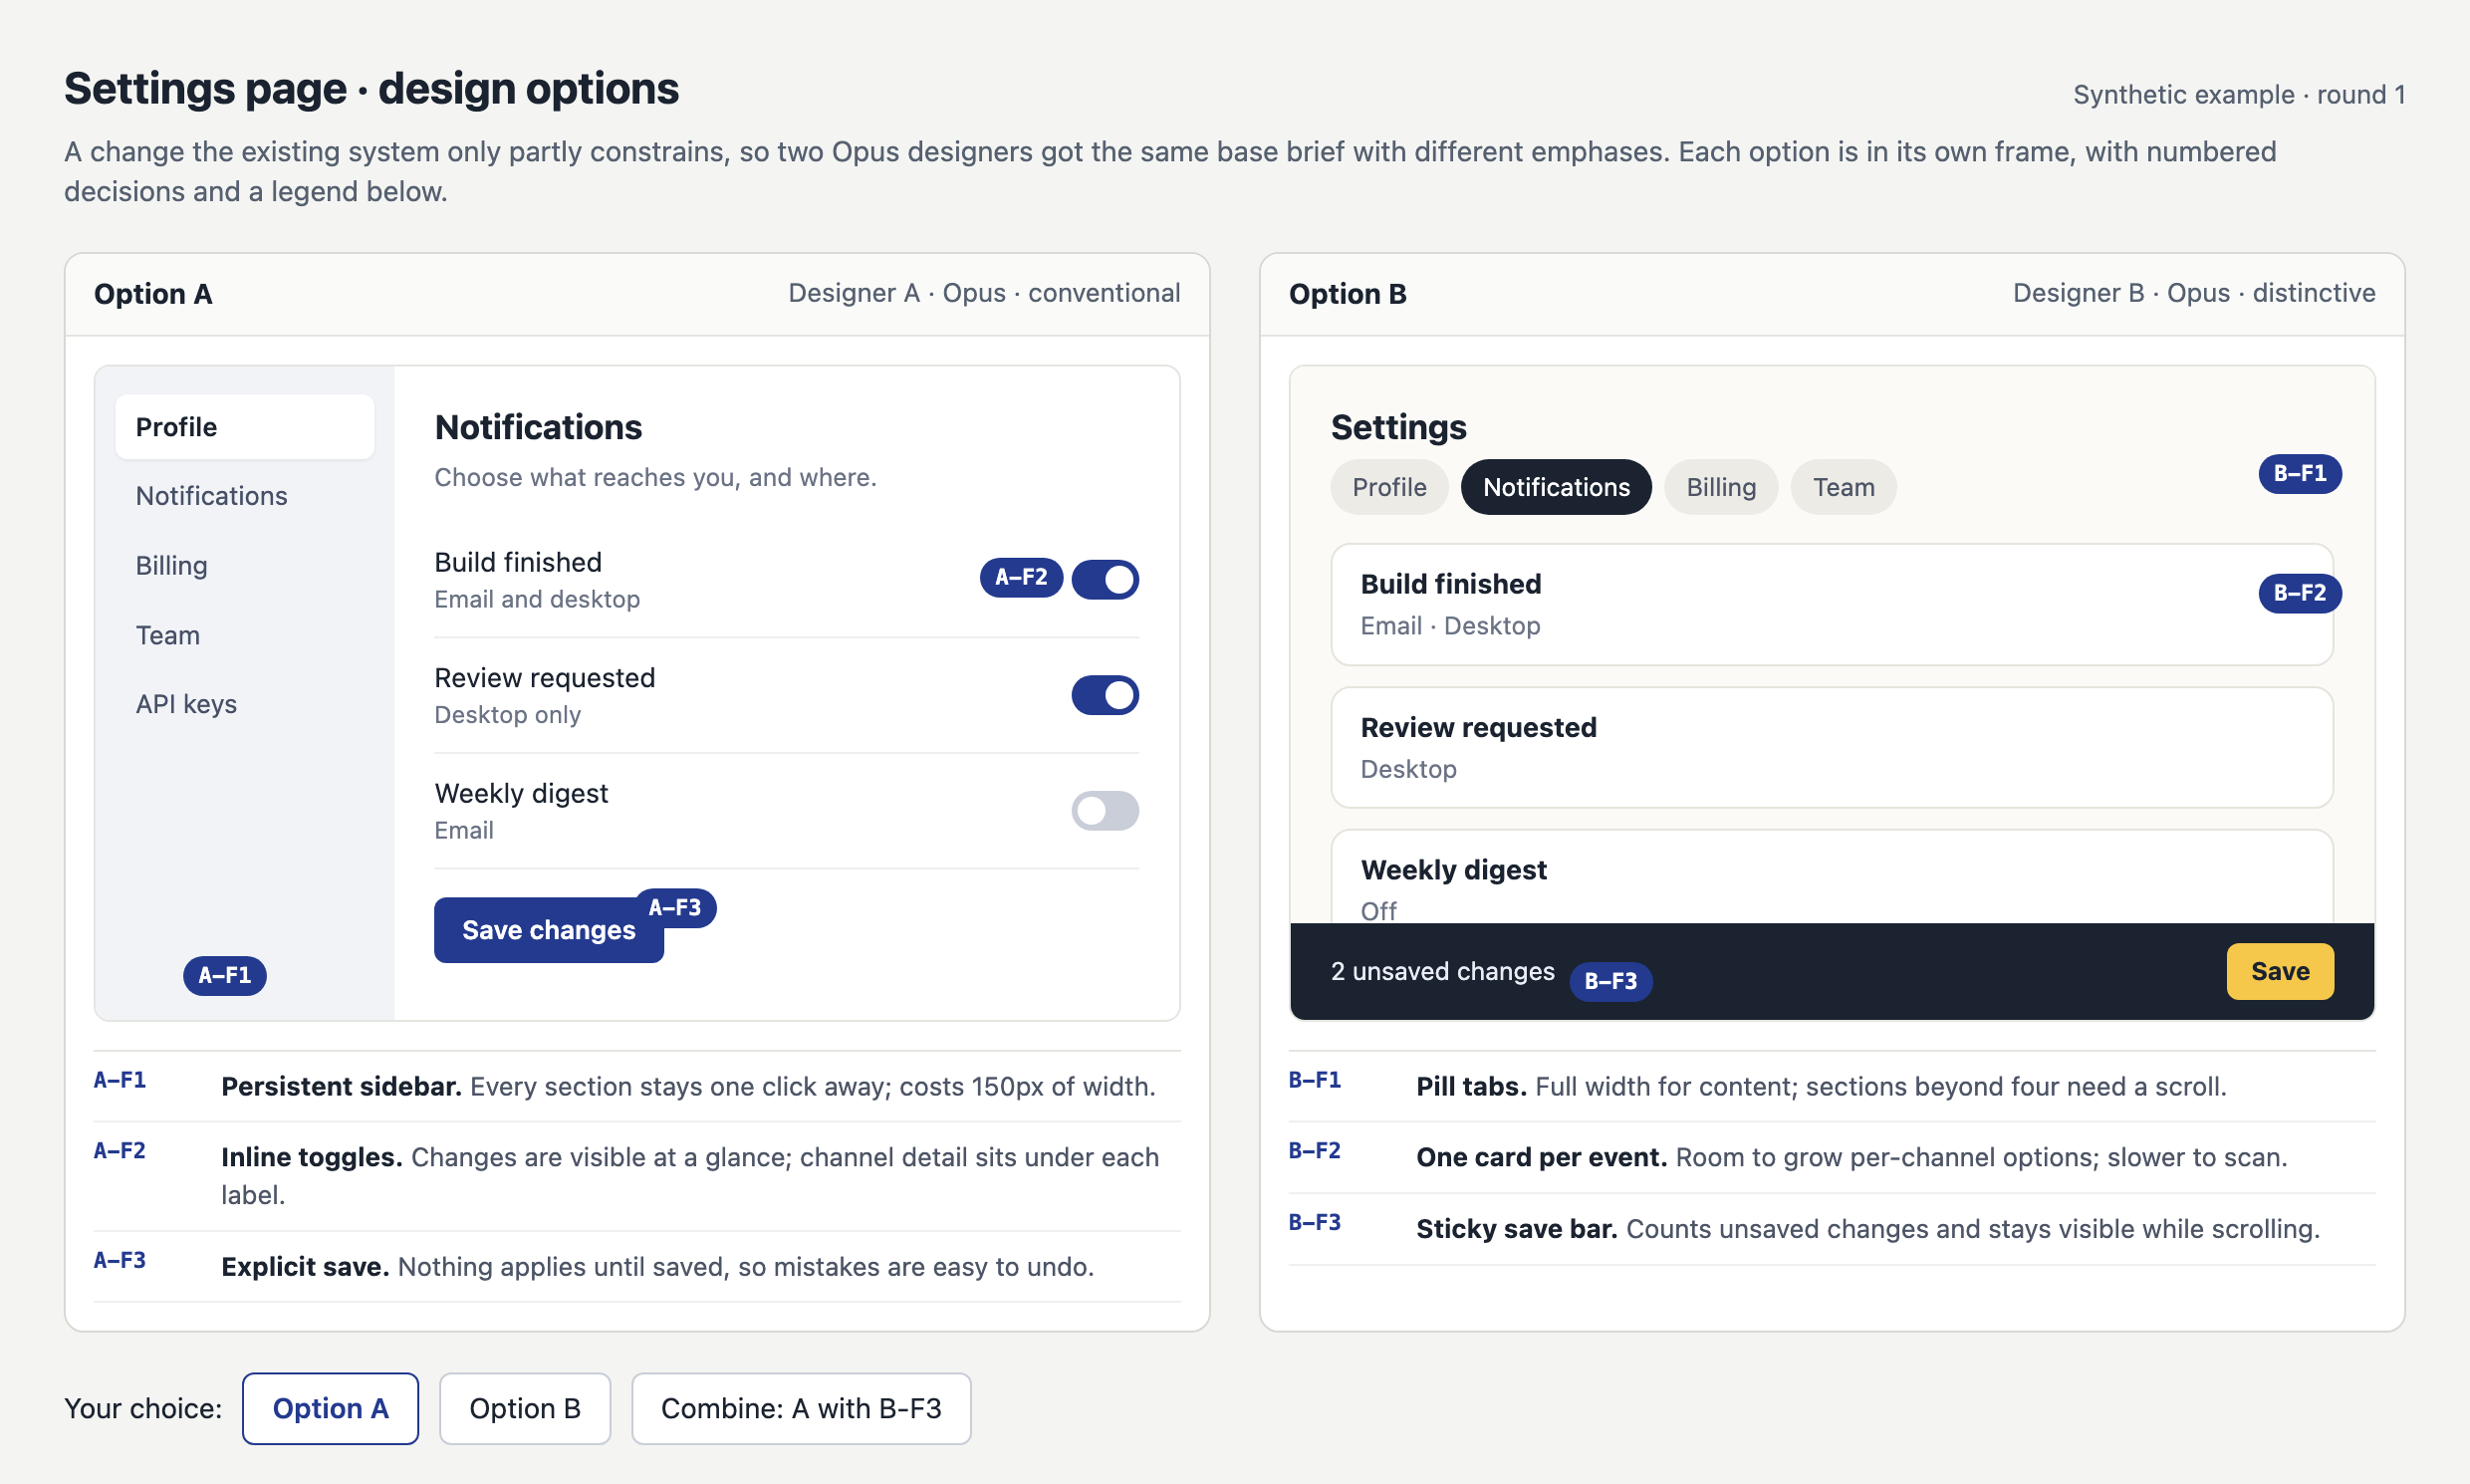 Settings page · design options
Synthetic example · round 1
A change the existing system only partly constrains, so two Opus designers got the same base brief with different emphases. Each option is in its own frame, with numbered
decisions and a legend below.
Option A
Designer A · Opus · conventional
Profile
Notifications
Billing
Team
API keys
A–F1
Notifications
Choose what reaches you, and where.
Build finished
Email and desktop
A–F2
Review requested
Desktop only
Weekly digest
Email
Save changes
A–F3
A–F1
Persistent sidebar. Every section stays one click away; costs 150px of width.
A–F2
Inline toggles. Changes are visible at a glance; channel detail sits under each
label.
A–F3
Explicit save. Nothing applies until saved, so mistakes are easy to undo.
Option B
Designer B · Opus · distinctive
Settings
Profile
Notifications
Billing
Team
B–F1
Build finished
Email · Desktop
B–F2
Review requested
Desktop
Weekly digest
Off
2 unsaved changes
B–F3
Save
B–F1
Pill tabs. Full width for content; sections beyond four need a scroll.
B–F2
One card per event. Room to grow per-channel options; slower to scan.
B–F3
Sticky save bar. Counts unsaved changes and stays visible while scrolling.
Your choice:
Option A
Option B
Combine: A with B-F3